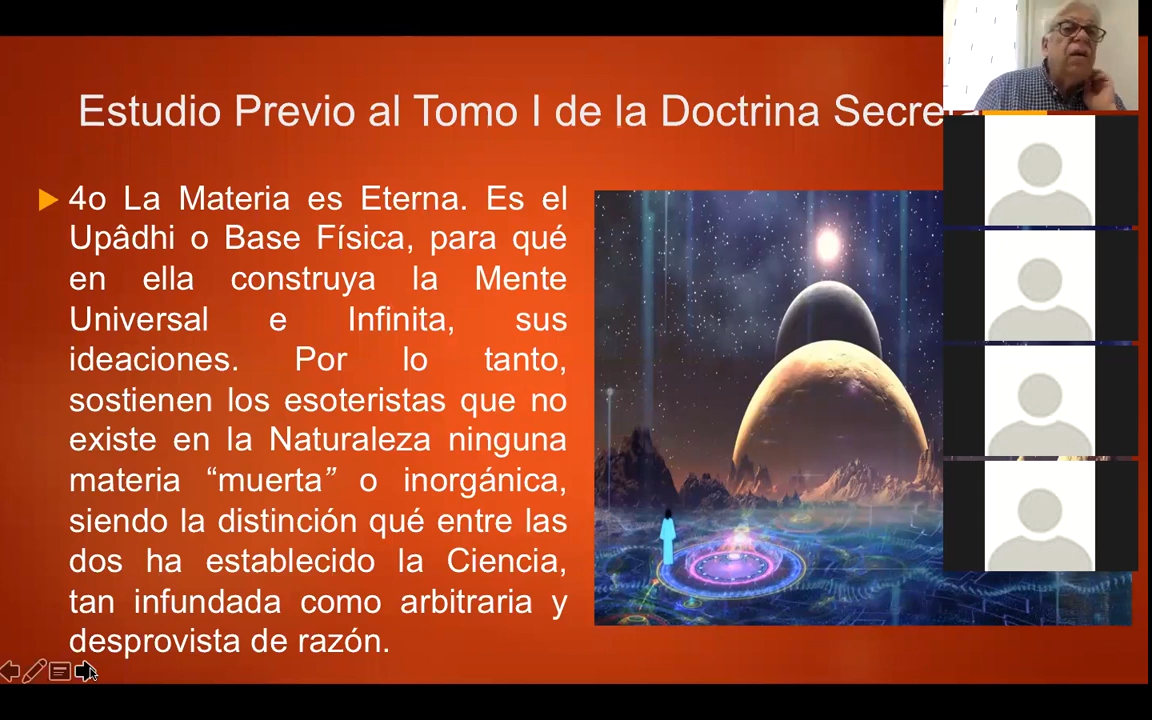 Estudio Previo al Tomo I de la Doctrina Secreta
4o La Materia es Eterna. Es el
Upâdhi o Base Física, para qué
en ella construya la Mente
Universal e Infinita, sus
ideaciones. Por lo tanto,
sostienen los esoteristas que no
existe en la Naturaleza ninguna
materia “muerta” o inorgánica,
siendo la distinción qué entre las
dos ha establecido la Ciencia,
tan infundada como arbitraria y
desprovista de razón.